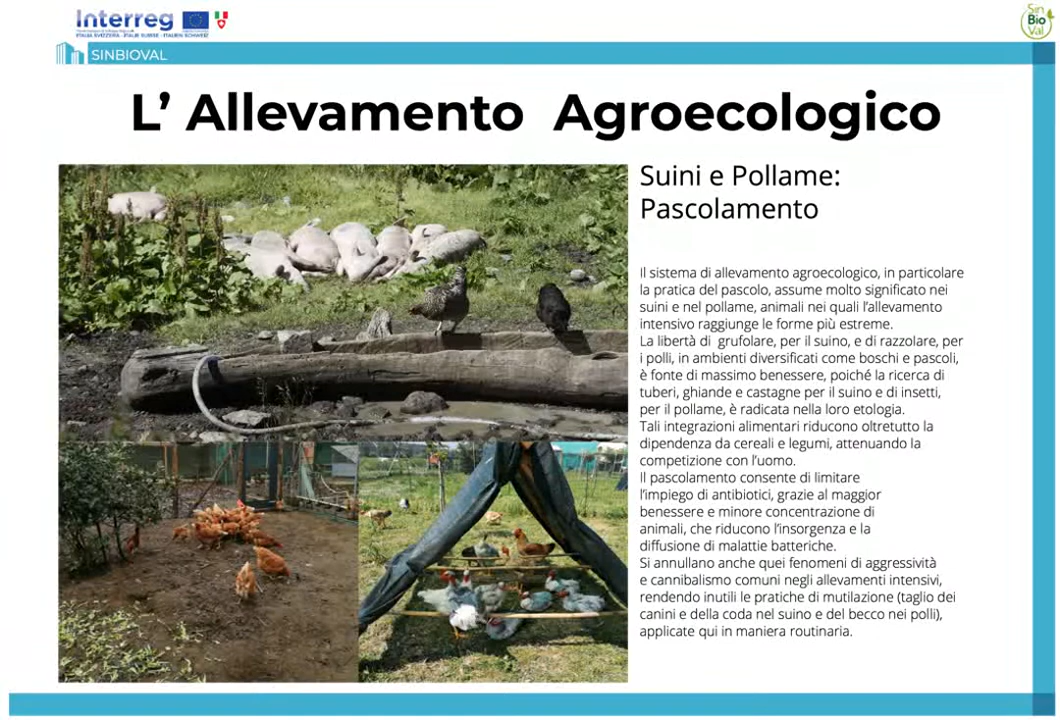 Interreg
ITALIA SVIZZERA - ITALIE SUISSE - ITALIEN SCHWEIZ
Sin
Bio
Val
SINBIOVAL
L’ Allevamento Agroecologico
Suini e Pollame:
Pascolamento
Il sistema di allevamento agroecologico, in particolare
la pratica del pascolo, assume molto significato nei
suini e nel pollame, animali nei quali l’allevamento
intensivo raggiunge le forme più estreme.
La libertà di grufolare, per il suino, e di razzolare, per
i polli, in ambienti diversificati come boschi e pascoli,
è fonte di massimo benessere, poiché la ricerca di
tuberi, ghiande e castagne per il suino e di insetti,
per il pollame, è radicata nella loro etologia.
Tali integrazioni alimentari riducono oltretutto la
dipendenza da cereali e legumi, attenuando la
competizione con l’uomo.
Il pascolamento consente di limitare
l’impiego di antibiotici, grazie al maggior
benessere e minore concentrazione di
animali, che riducono l’insorgenza e la
diffusione di malattie batteriche.
Si annullano anche quei fenomeni di aggressività
e cannibalismo comuni negli allevamenti intensivi,
rendendo inutili le pratiche di mutilazione (taglio dei
canini e della coda nel suino e del becco nei polli),
applicate qui in maniera routinaria.